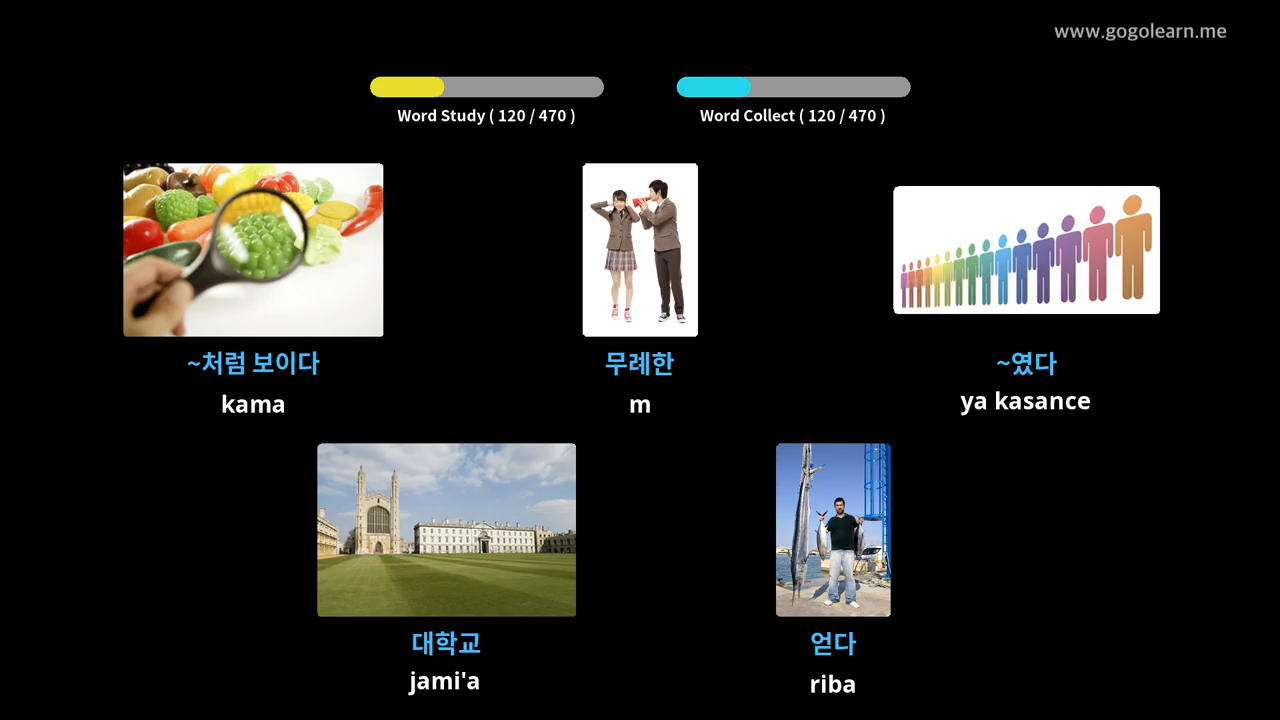 www.gogolearn.me
Word Study ( 120 / 470 )
Word Collect ( 120 / 470 )
~처럼 보이다
kama
무례한
m
~였다
ya kasance
대학교
jami'a
얻다
riba